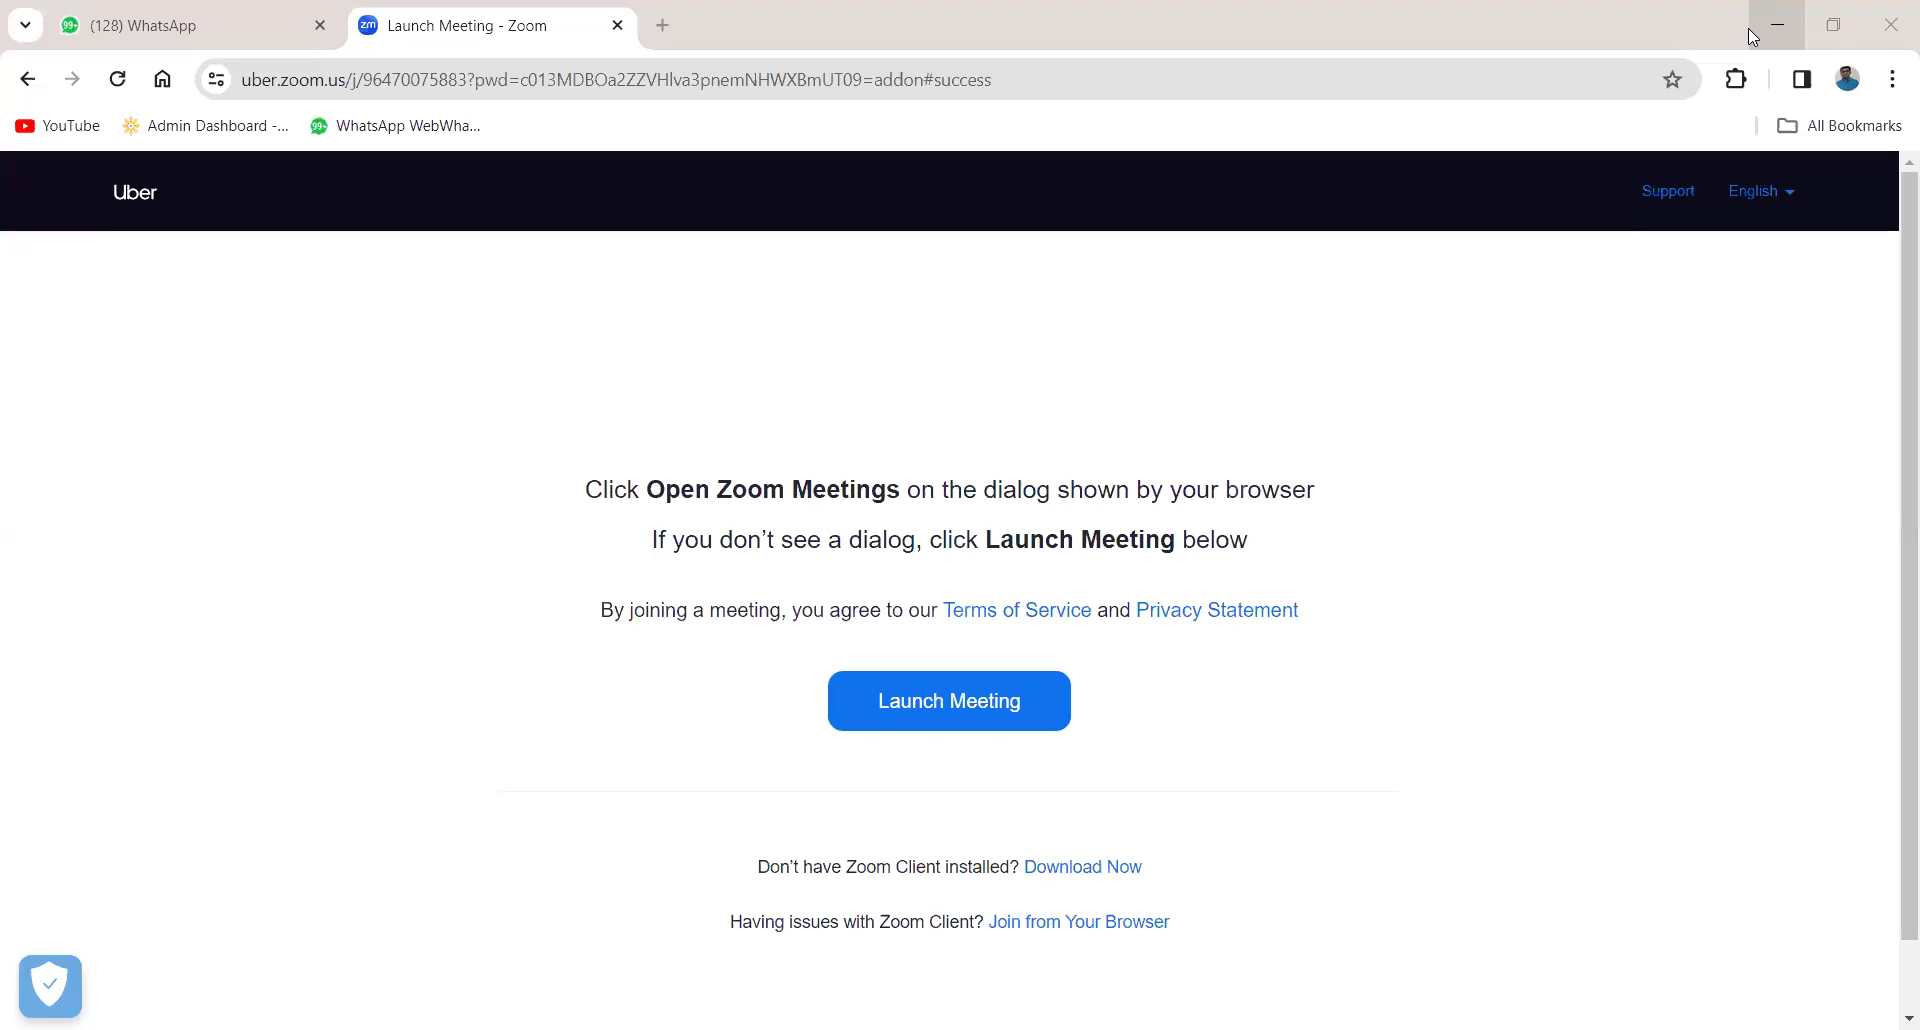 99+ (128) WhatsApp
zm Launch Meeting - Zoom
uber.zoom.us/j/96470075883?pwd=c013MDBOa2ZZVHlva3pnemNHWXBmUT09=addon#success
YouTube Admin Dashboard -... 99+ WhatsApp WebWha... All Bookmarks
Uber Support English
Click Open Zoom Meetings on the dialog shown by your browser
If you don’t see a dialog, click Launch Meeting below
By joining a meeting, you agree to our Terms of Service and Privacy Statement
Launch Meeting
Don’t have Zoom Client installed? Download Now
Having issues with Zoom Client? Join from Your Browser